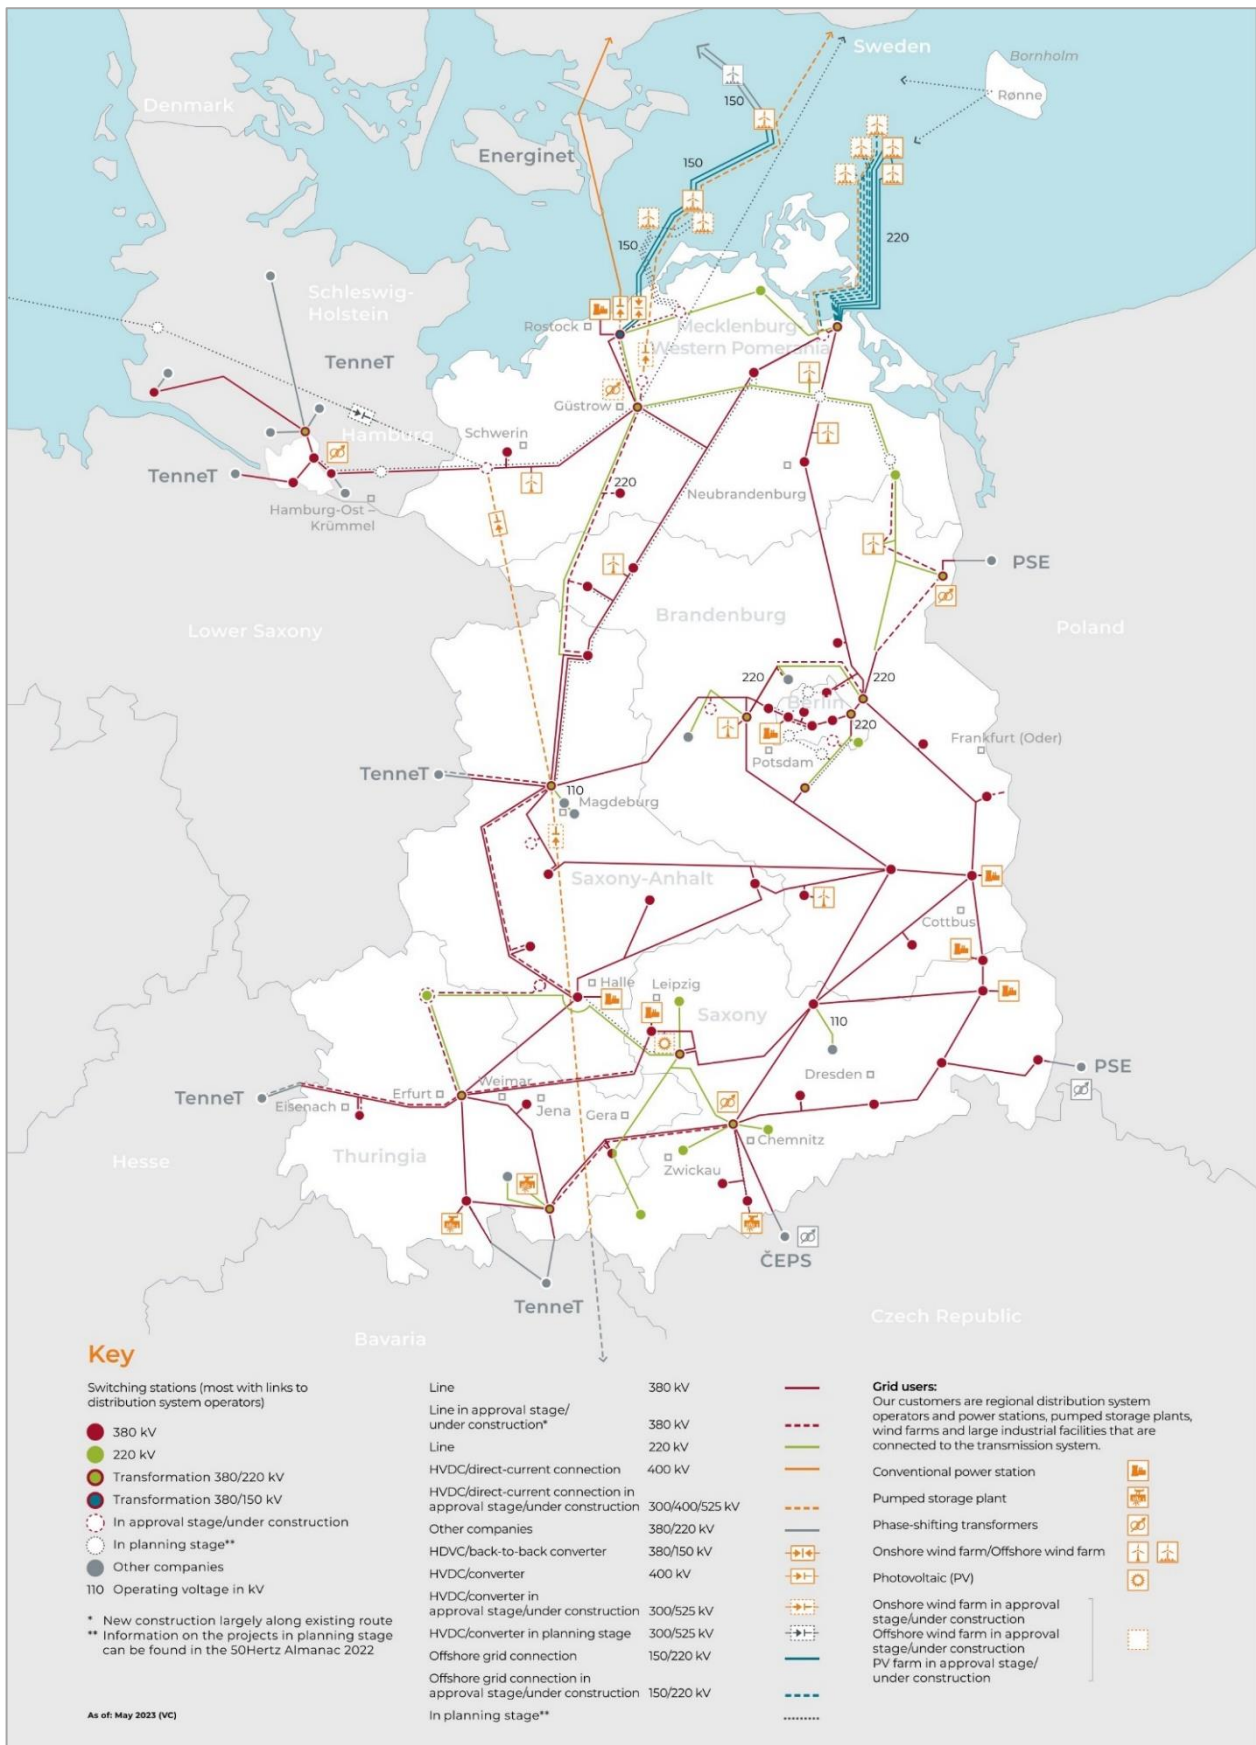 Sweden
Bornholm
Rønne
Denmark
150
Energinet
150
150
220
Schleswig-
Holstein
TenneT
Rostock
Mecklenburg
Western Pomerania
Güstrow
Hamburg
Schwerin
TenneT
220
Neubrandenburg
Hamburg-Ost –
Krümmel
PSE
Brandenburg
Lower Saxony
Poland
220
220
Berlin
220
Frankfurt (Oder)
Potsdam
TenneT
110
Magdeburg
Saxony-Anhalt
Cottbus
Halle
Leipzig
Saxony
110
Dresden
PSE
TenneT
Eisenach
Erfurt
Weimar
Jena
Gera
Chemnitz
Zwickau
Hesse
Thuringia
ČEPS
TenneT
Czech Republic
Bavaria
Key
Switching stations (most with links to
distribution system operators)
380 kV
220 kV
Transformation 380/220 kV
Transformation 380/150 kV
In approval stage/under construction
In planning stage**
Other companies
110 Operating voltage in kV
* New construction largely along existing route
** Information on the projects in planning stage
can be found in the 50Hertz Almanac 2022
As of: May 2023 (VC)
Line 380 kV
Line in approval stage/
under construction* 380 kV
Line 220 kV
HVDC/direct-current connection 400 kV
HVDC/direct-current connection in
approval stage/under construction 300/400/525 kV
Other companies 380/220 kV
HDVC/back-to-back converter 380/150 kV
HVDC/converter 400 kV
HVDC/converter in
approval stage/under construction 300/525 kV
HVDC/converter in planning stage 300/525 kV
Offshore grid connection 150/220 kV
Offshore grid connection in
approval stage/under construction 150/220 kV
In planning stage**
Grid users:
Our customers are regional distribution system
operators and power stations, pumped storage plants,
wind farms and large industrial facilities that are
connected to the transmission system.
Conventional power station
Pumped storage plant
Phase-shifting transformers
Onshore wind farm/Offshore wind farm
Photovoltaic (PV)
Onshore wind farm in approval
stage/under construction
Offshore wind farm in approval
stage/under construction
PV farm in approval stage/
under construction